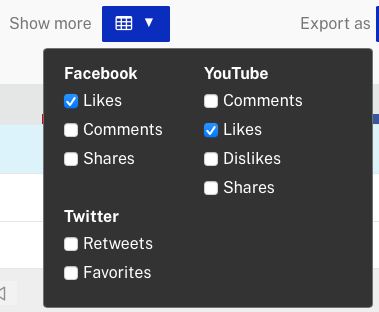 Show more
Export as
Facebook
Likes
Comments
Shares
YouTube
Comments
Likes
Dislikes
Shares
Twitter
Retweets
Favorites